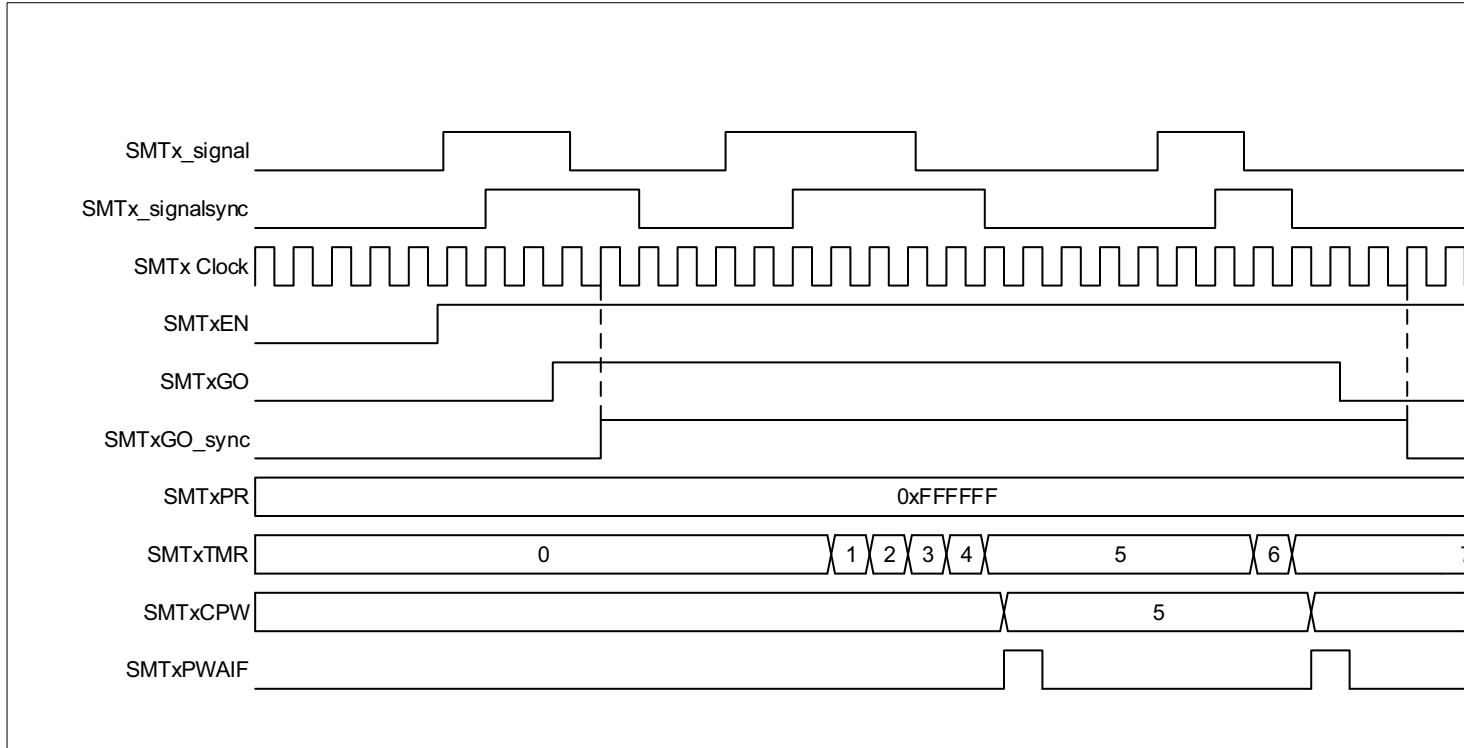 SMTx_signal
SMTx_signalsync
SMTx Clock
SMTxEN
SMTxGO
SMTxGO_sync
SMTxPR 0xFFFFFF
SMTxTMR 0 1 2 3 4 5 6
SMTxCPW 5
SMTxPWAIF